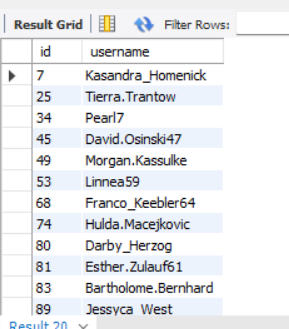 Result Grid Filter Rows:
id username
7 Kasandra_Homenick
25 Tierra.Trantow
34 Pearl7
45 David.Osinski47
49 Morgan.Kassulke
53 Linnea59
68 Franco_Keebler64
74 Hulda.Macejkovic
80 Darby_Herzog
81 Esther.Zulauf61
83 Bartholome.Bernhard
89 Jessyca_West
Result 20